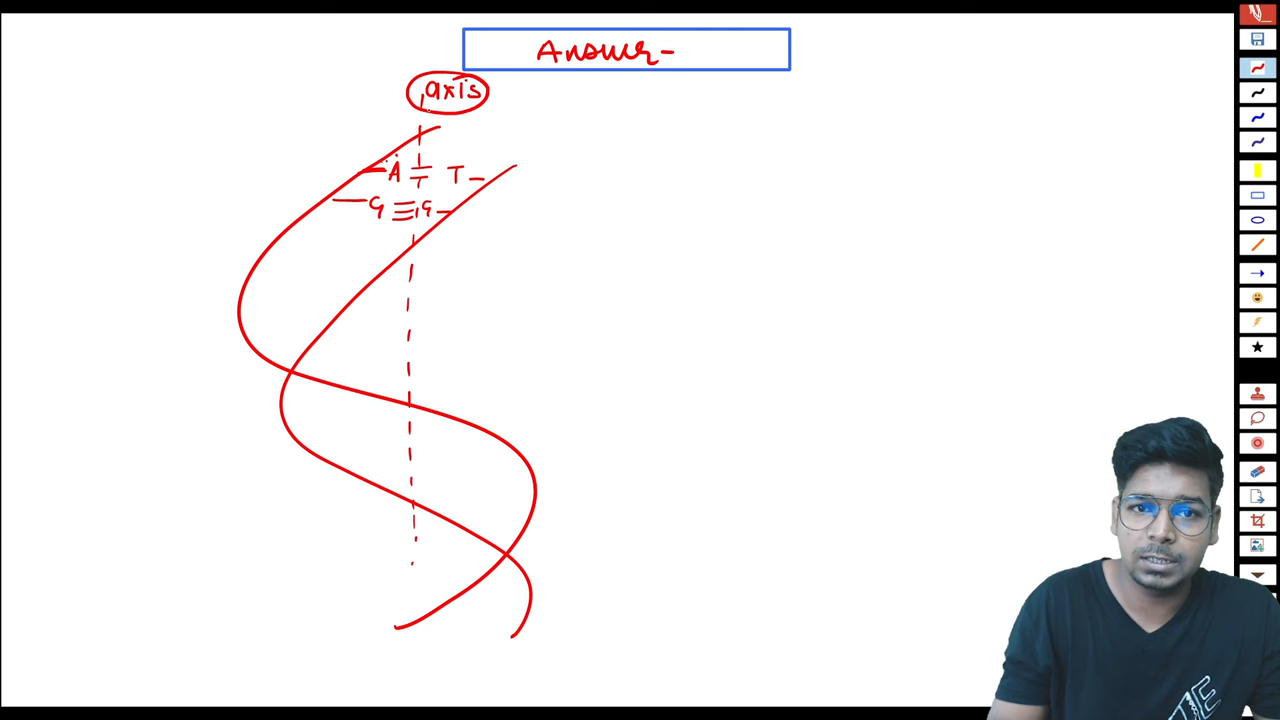 Answer-
axis
A = T
G ≡ G